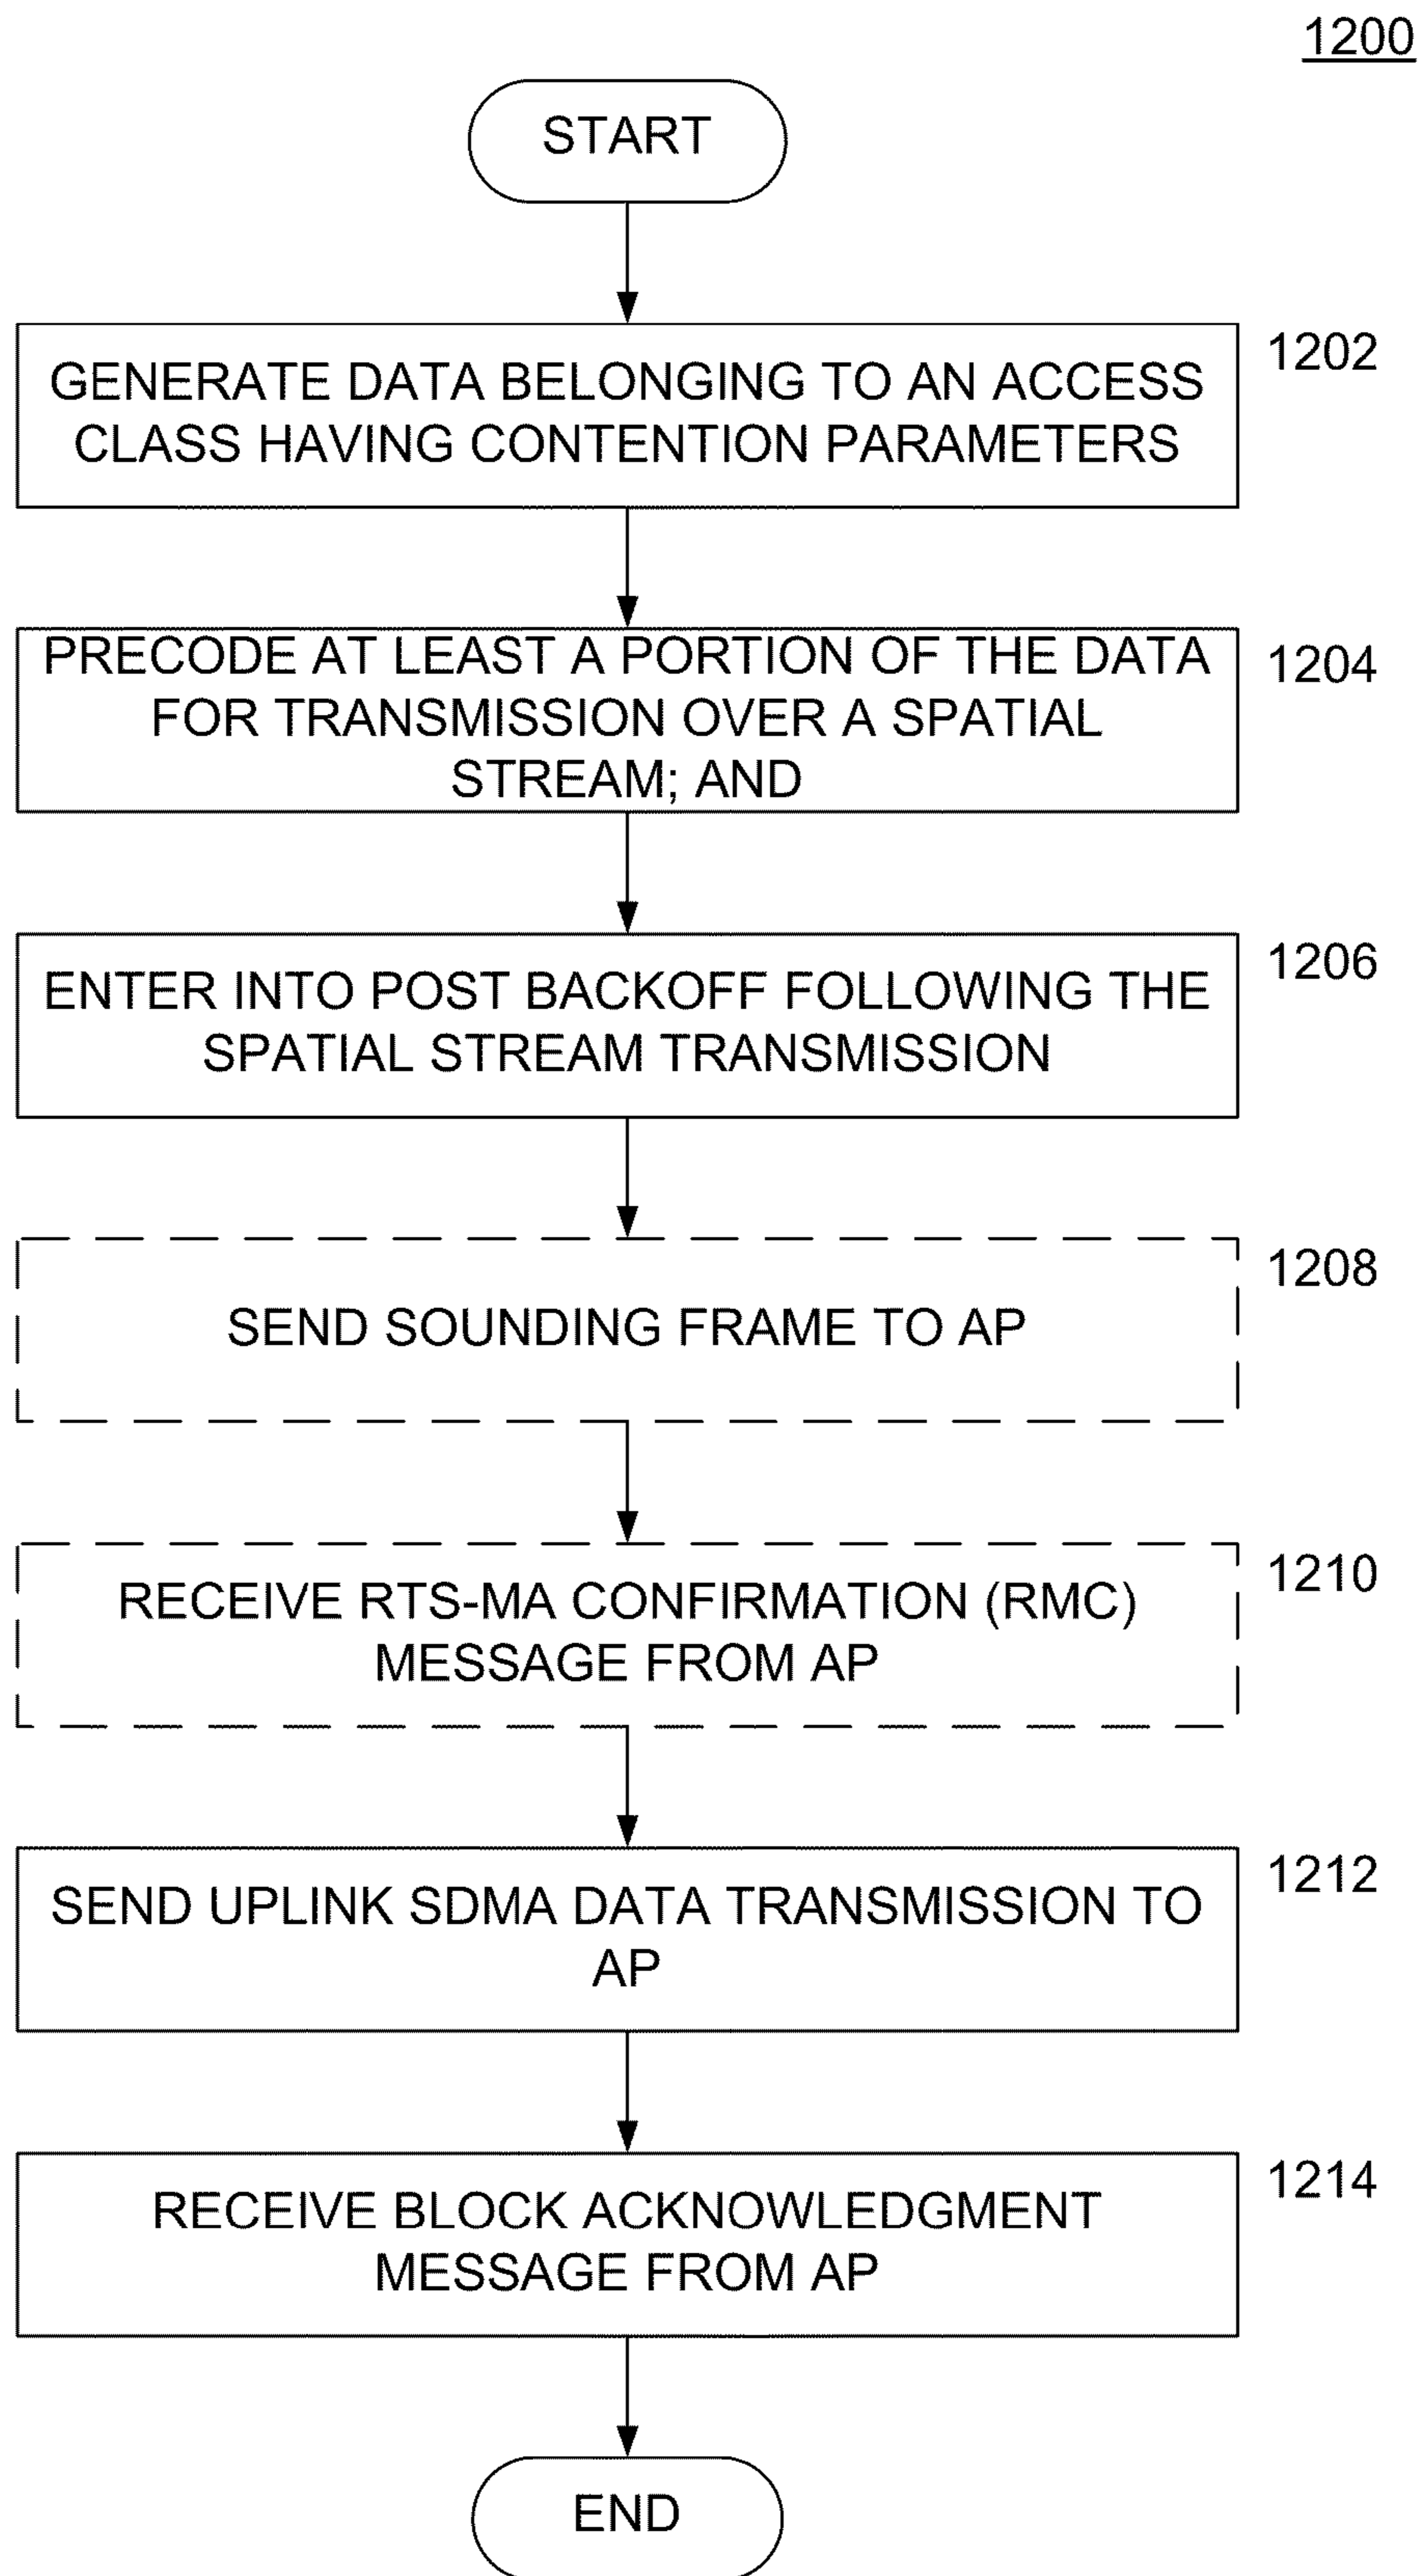 1200
START
GENERATE DATA BELONGING TO AN ACCESS
CLASS HAVING CONTENTION PARAMETERS
1202
PRECODE AT LEAST A PORTION OF THE DATA
FOR TRANSMISSION OVER A SPATIAL
STREAM; AND
1204
ENTER INTO POST BACKOFF FOLLOWING THE
SPATIAL STREAM TRANSMISSION
1206
SEND SOUNDING FRAME TO AP
1208
RECEIVE RTS-MA CONFIRMATION (RMC)
MESSAGE FROM AP
1210
SEND UPLINK SDMA DATA TRANSMISSION TO
AP
1212
RECEIVE BLOCK ACKNOWLEDGMENT
MESSAGE FROM AP
1214
END